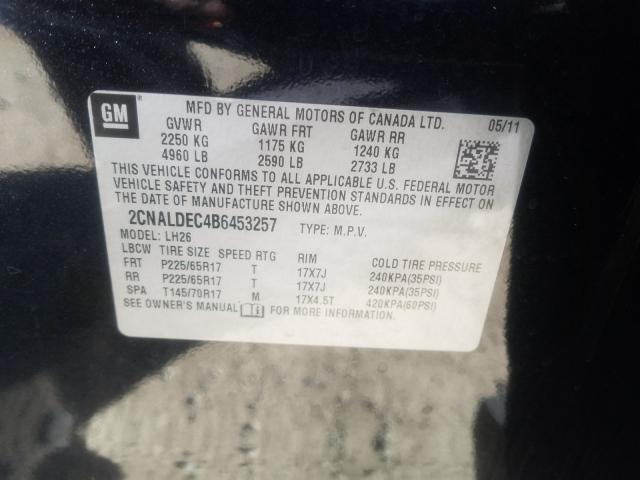 GM MFD BY GENERAL MOTORS OF CANADA LTD. 05/11
GVWR GAWR FRT GAWR RR
2250 KG 1175 KG 1240 KG
4960 LB 2590 LB 2733 LB
THIS VEHICLE CONFORMS TO ALL APPLICABLE U.S. FEDERAL MOTOR
VEHICLE SAFETY AND THEFT PREVENTION STANDARDS IN EFFECT ON
THE DATE OF MANUFACTURE SHOWN ABOVE.
2CNALDEC4B6453257 TYPE: M.P.V.
MODEL: LH26
LBCW TIRE SIZE SPEED RTG RIM COLD TIRE PRESSURE
FRT P225/65R17 T 17X7J 240KPA(35PSI)
RR P225/65R17 T 17X7J 240KPA(35PSI)
SPA T145/70R17 M 17X4.5T 420KPA(60PSI)
SEE OWNER'S MANUAL FOR MORE INFORMATION.